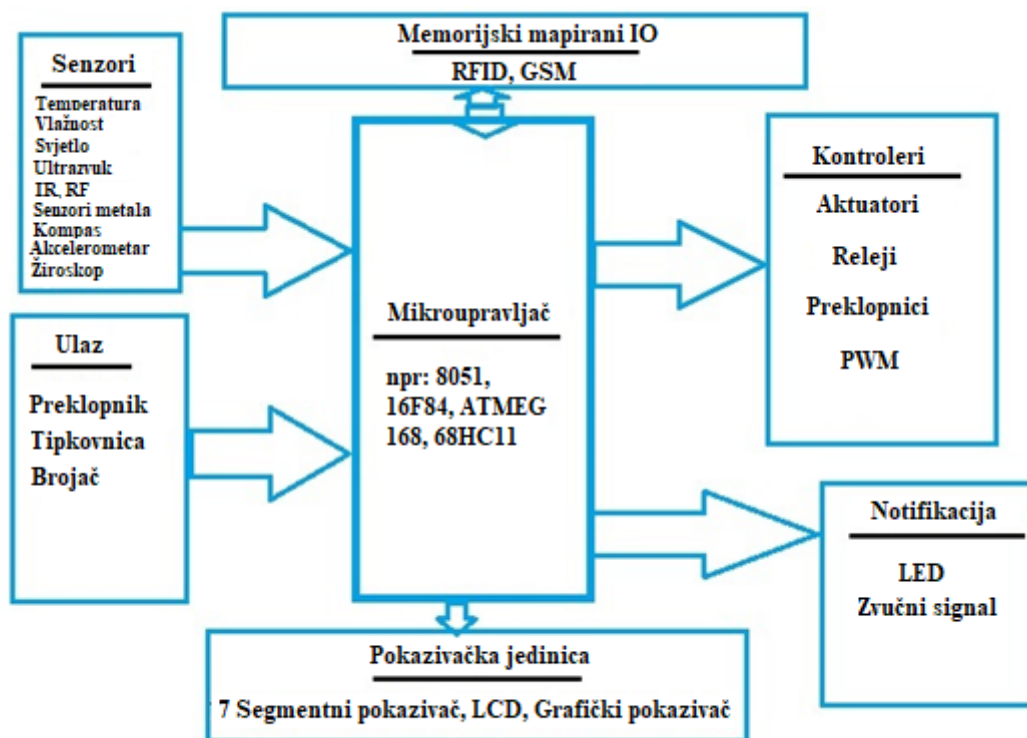 Memorijski mapirani IO
RFID, GSM
Senzori
Temperatura
Vlažnost
Svjetlo
Ultrazvuk
IR, RF
Senzori metala
Kompas
Akcelerometar
Žiroskop
Ulaz
Preklopnik
Tipkovnica
Brojač
Mikroupravljač
npr: 8051,
16F84, ATMEG
168, 68HC11
Kontroleri
Aktuatori
Releji
Preklopnici
PWM
Notifikacija
LED
Zvučni signal
Pokazivačka jedinica
7 Segmentni pokazivač, LCD, Grafički pokazivač